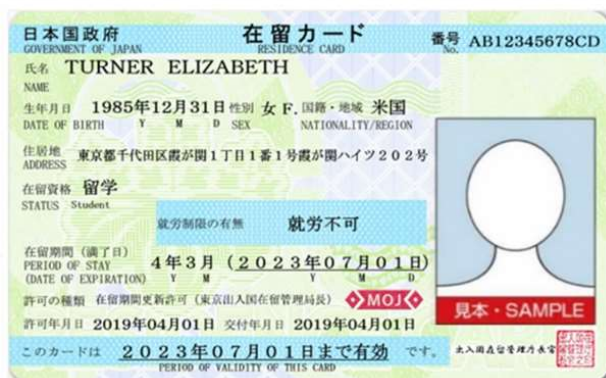 日本国政府 在留カード 番号 AB12345678CD
GOVERNMENT OF JAPAN RESIDENCE CARD No.
氏名 TURNER ELIZABETH
NAME
生年月日 1985年12月31日 性別 女 F. 国籍・地域 米国
DATE OF BIRTH Y M D SEX NATIONALITY/REGION
住居地 東京都千代田区霞が関1丁目1番1号霞が関ハイツ202号
ADDRESS
在留資格 留学
STATUS Student
就労制限の有無 就労不可
在留期間(満了日) 4年3月(2023年07月01日)
PERIOD OF STAY
(DATE OF EXPIRATION) Y M Y M D
許可の種類 在留期間更新許可(東京出入国在留管理局長) MOJ
許可年月日 2019年04月01日 交付年月日 2019年04月01日
見本・SAMPLE
このカードは 2023年07月01日まで有効 です。 出入国在留管理庁長官
PERIOD OF VALIDITY OF THIS CARD